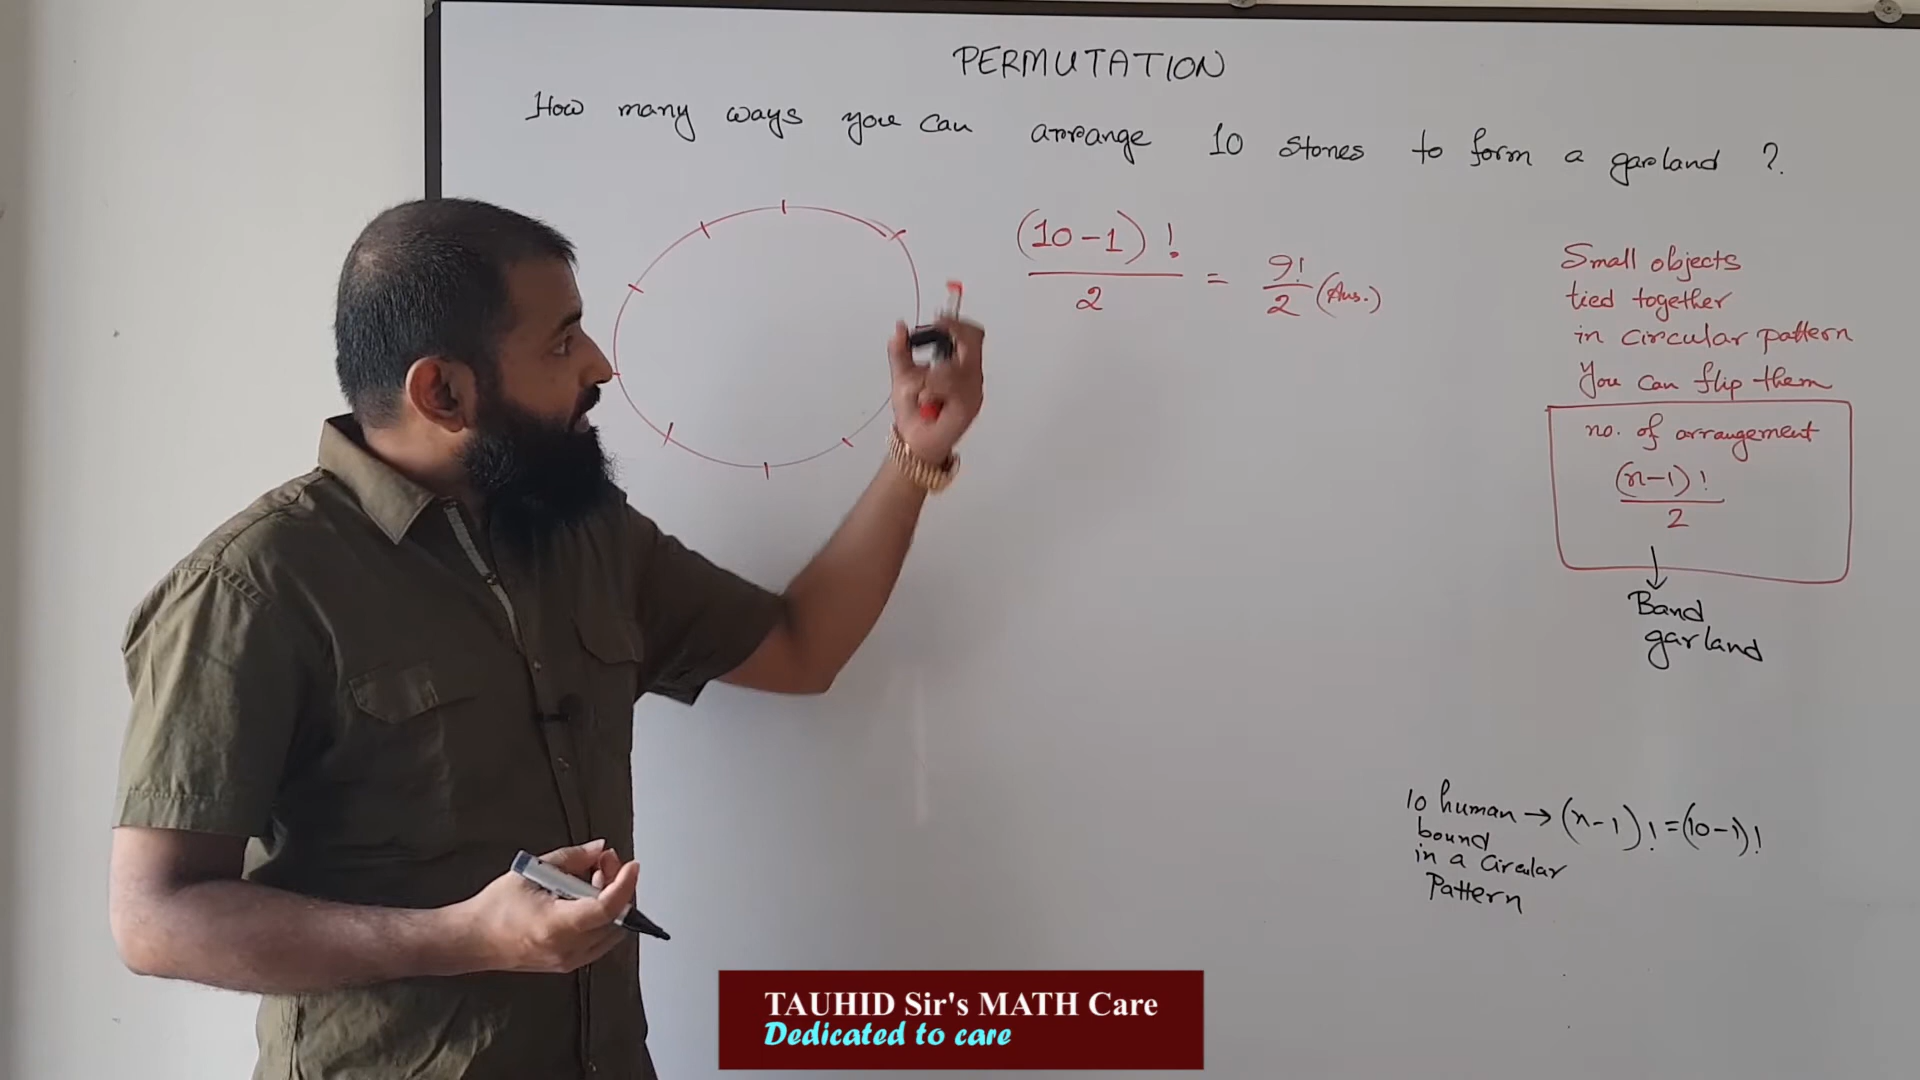 PERMUTATION
How many ways you can arrange 10 stones to form a garland ?
(10-1) !
2
= 9!
2
(Ans.)
Small objects
tied together
in circular pattern
You can flip them
no. of arrangement
(n-1) !
2
Band
garland
10 human → (n-1)! = (10-1)!
bound
in a circular
Pattern
TAUHID Sir's MATH Care
Dedicated to care